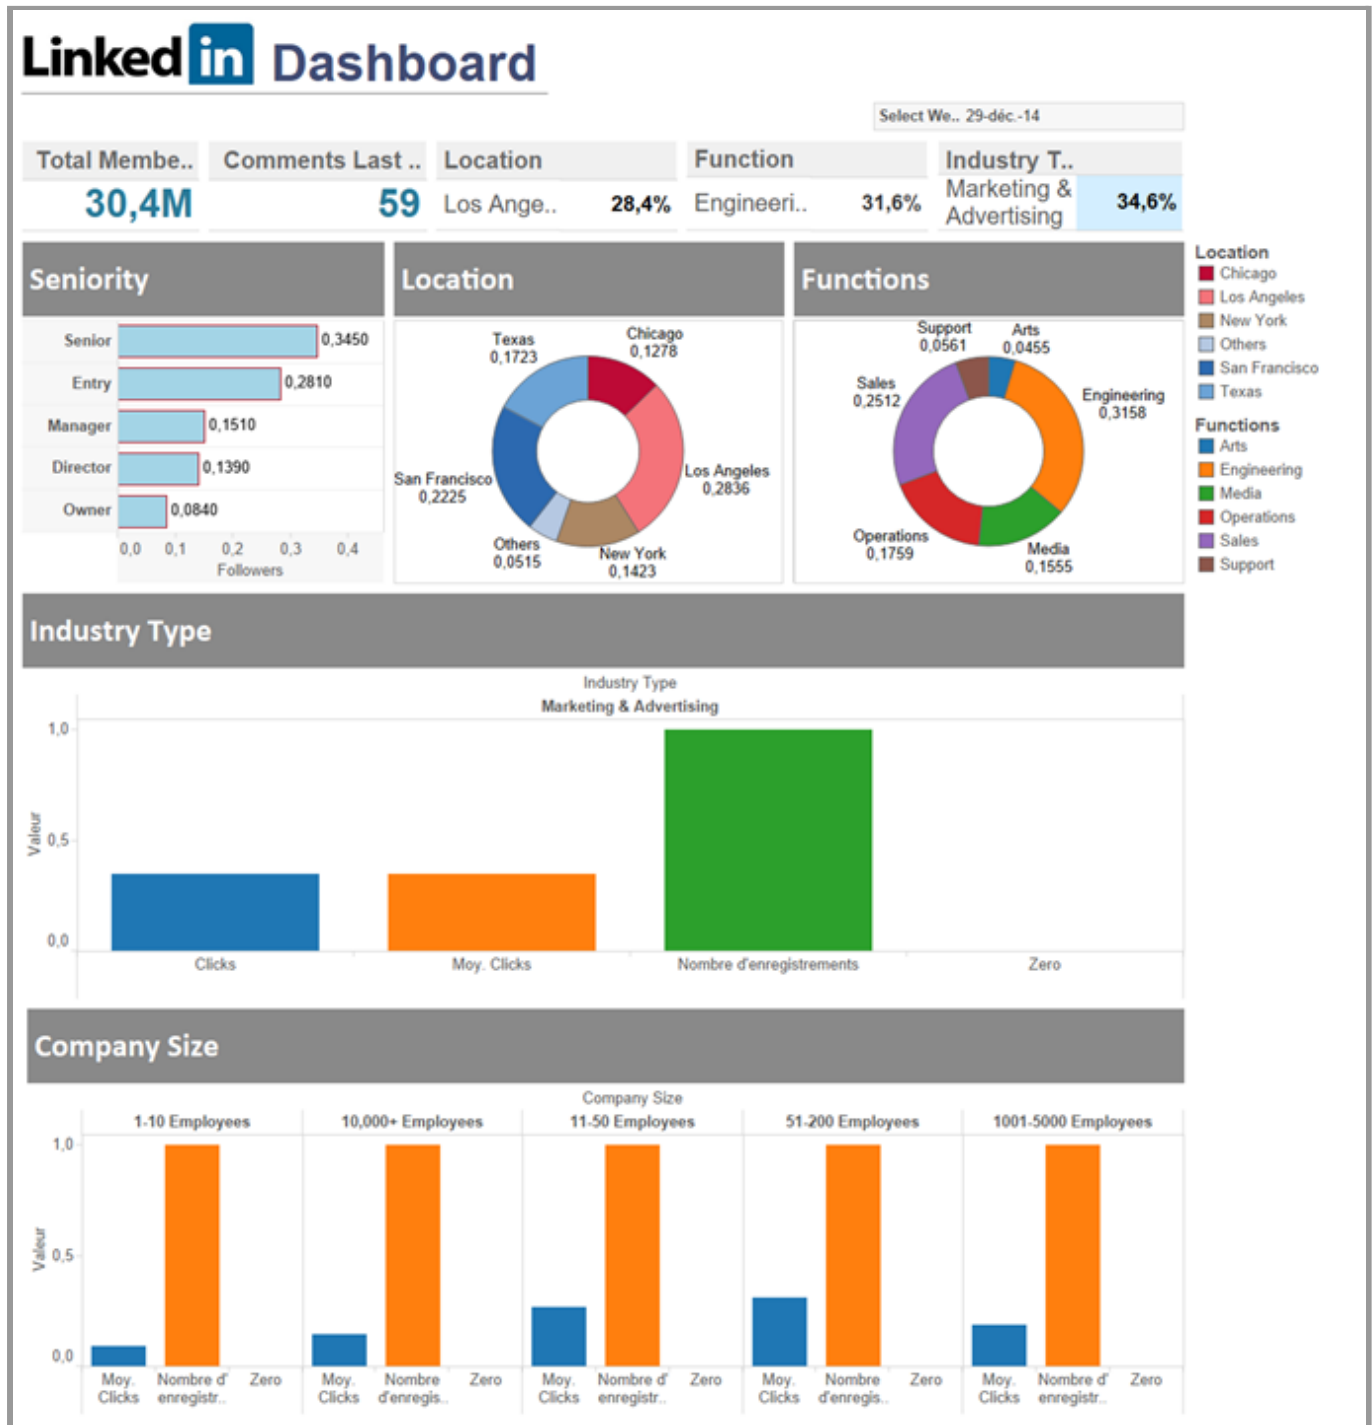 Linked in Dashboard
Select We.. 29-déc.-14
Total Membe..
30,4M
Comments Last ..
59
Location
Los Ange.. 28,4%
Function
Engineeri.. 31,6%
Industry T..
Marketing &
Advertising
34,6%
Seniority
Senior 0,3450
Entry 0,2810
Manager 0,1510
Director 0,1390
Owner 0,0840
0,0 0,1 0,2 0,3 0,4
Followers
Location
Texas
0,1723
Chicago
0,1278
San Francisco
0,2225
Los Angeles
0,2836
Others
0,0515
New York
0,1423
Functions
Support
0,0561
Arts
0,0455
Sales
0,2512
Engineering
0,3158
Operations
0,1759
Media
0,1555
Location
Chicago
Los Angeles
New York
Others
San Francisco
Texas
Functions
Arts
Engineering
Media
Operations
Sales
Support
Industry Type
Industry Type
Marketing & Advertising
Valeur
1,0
0,5
0,0
Clicks
Moy. Clicks
Nombre d'enregistrements
Zero
Company Size
Company Size
1-10 Employees
10,000+ Employees
11-50 Employees
51-200 Employees
1001-5000 Employees
Valeur
1,0
0,5
0,0
Moy.
Clicks
Nombre d'
enregistr..
Zero
Moy.
Clicks
Nombre
d'enregis..
Zero
Moy.
Clicks
Nombre d'
enregistr..
Zero
Moy.
Clicks
Nombre
d'enregis..
Zero
Moy.
Clicks
Nombre d'
enregistr..
Zero